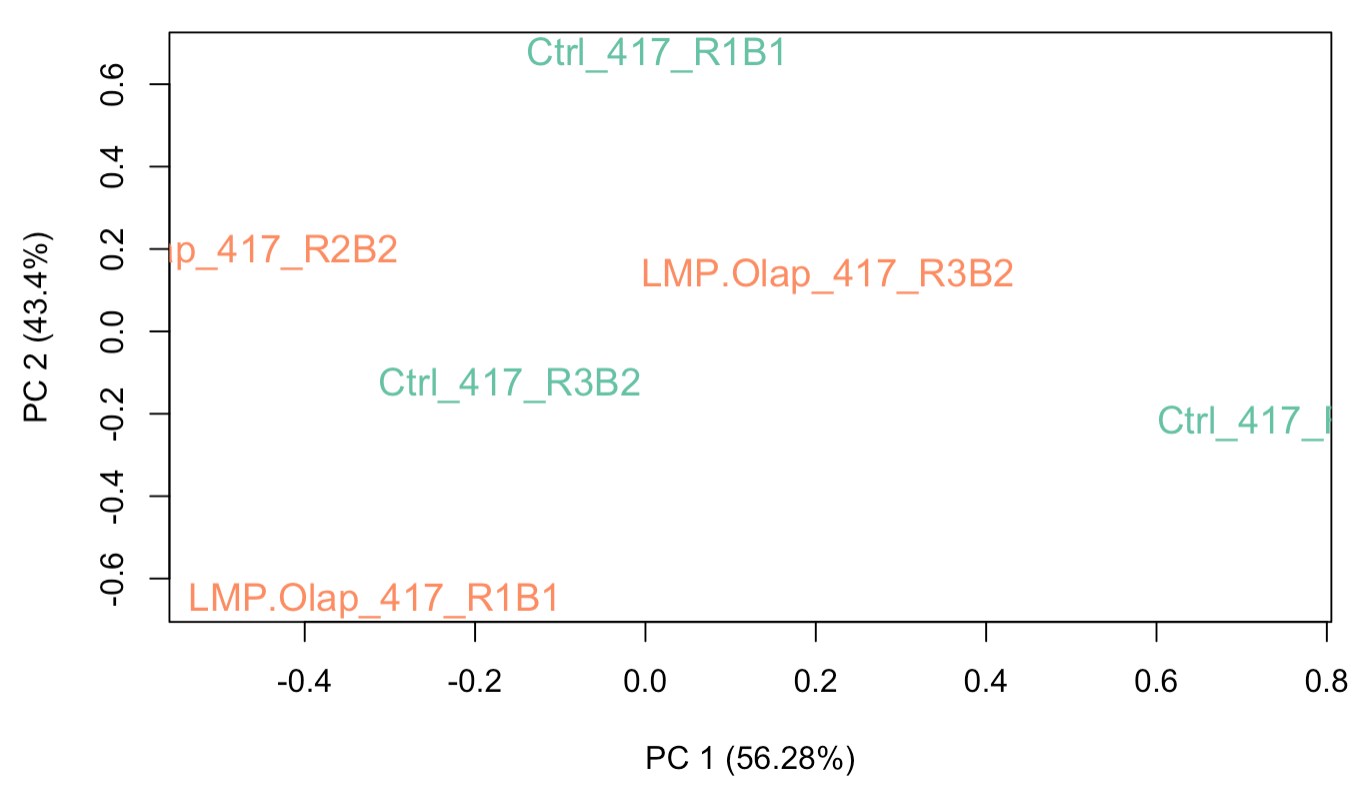 Ctrl_417_R1B1
p_417_R2B2
LMP.Olap_417_R3B2
Ctrl_417_R3B2
Ctrl_417_
LMP.Olap_417_R1B1
0.6
0.4
0.2
0.0
-0.2
-0.4
-0.6
PC 2 (43.4%)
-0.4 -0.2 0.0 0.2 0.4 0.6 0.8
PC 1 (56.28%)